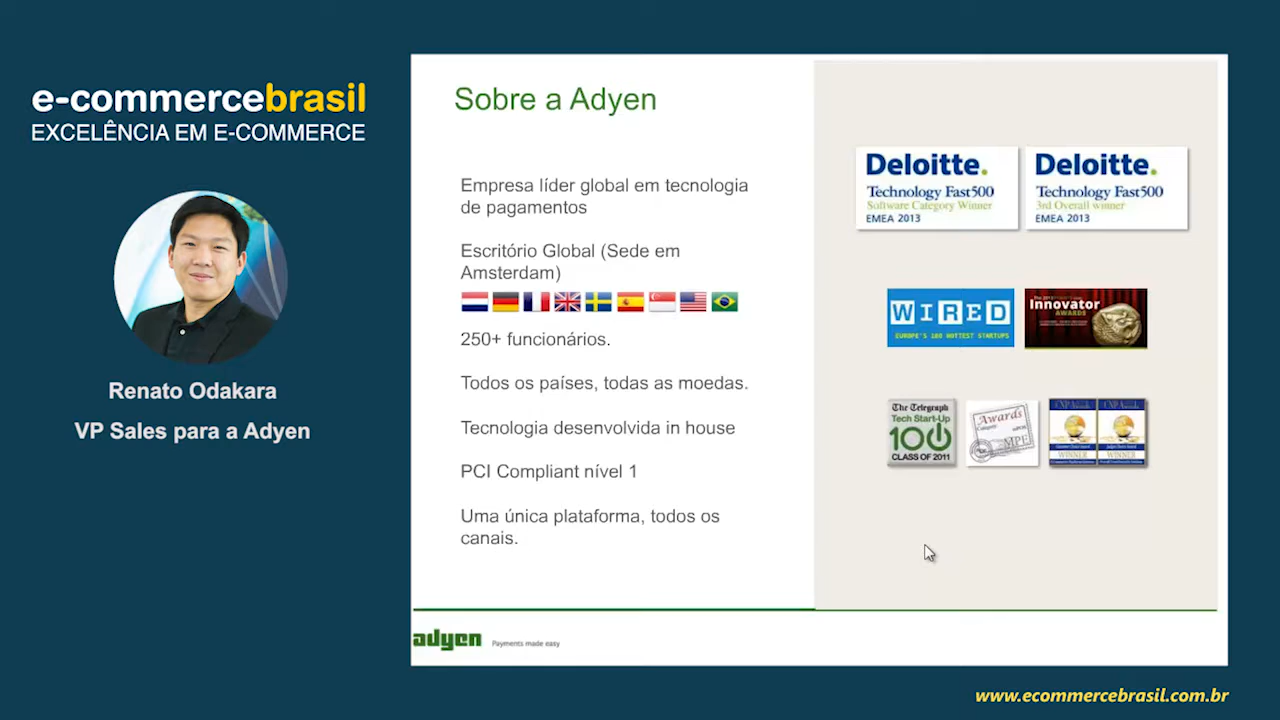 e-commercebrasil
EXCELÊNCIA EM E-COMMERCE
Renato Odakara
VP Sales para a Adyen
Sobre a Adyen
Empresa líder global em tecnologia
de pagamentos
Escritório Global (Sede em
Amsterdam)
250+ funcionários.
Todos os países, todas as moedas.
Tecnologia desenvolvida in house
PCI Compliant nível 1
Uma única plataforma, todos os
canais.
Deloitte.
Technology Fast500
Software Category Winner
EMEA 2013
Deloitte.
Technology Fast500
3rd Overall winner
EMEA 2013
WIRED
EUROPE'S 100 HOTTEST STARTUPS
Innovator
AWARDS
The Telegraph
Tech Start-Up
100
CLASS OF 2011
Awards
MPE
WINNER
WINNER
adyen
Payments made easy
www.ecommercebrasil.com.br